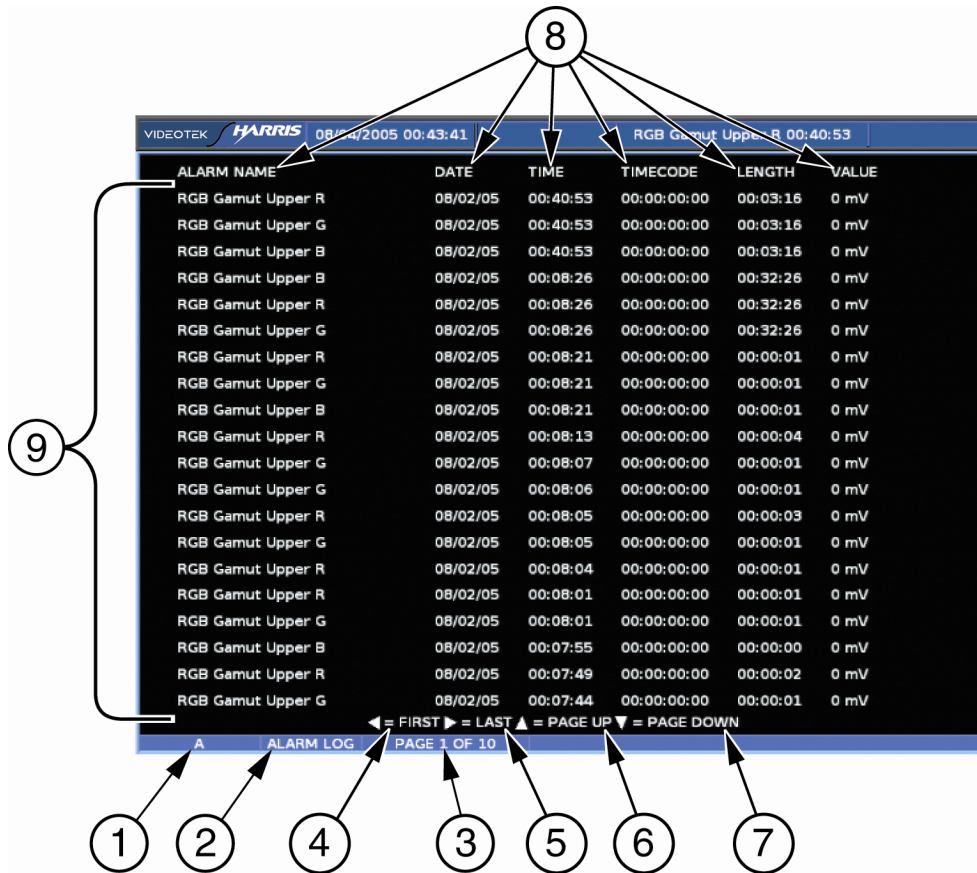 8
VIDEOTEK HARRIS 08/04/2005 00:43:41 RGB Gamut Upper R 00:40:53
ALARM NAME DATE TIME TIMECODE LENGTH VALUE
RGB Gamut Upper R 08/02/05 00:40:53 00:00:00:00 00:03:16 0 mV
RGB Gamut Upper G 08/02/05 00:40:53 00:00:00:00 00:03:16 0 mV
RGB Gamut Upper B 08/02/05 00:40:53 00:00:00:00 00:03:16 0 mV
RGB Gamut Upper B 08/02/05 00:08:26 00:00:00:00 00:32:26 0 mV
RGB Gamut Upper R 08/02/05 00:08:26 00:00:00:00 00:32:26 0 mV
RGB Gamut Upper G 08/02/05 00:08:26 00:00:00:00 00:32:26 0 mV
RGB Gamut Upper R 08/02/05 00:08:21 00:00:00:00 00:00:01 0 mV
RGB Gamut Upper G 08/02/05 00:08:21 00:00:00:00 00:00:01 0 mV
RGB Gamut Upper B 08/02/05 00:08:21 00:00:00:00 00:00:01 0 mV
RGB Gamut Upper R 08/02/05 00:08:13 00:00:00:00 00:00:04 0 mV
9
RGB Gamut Upper G 08/02/05 00:08:07 00:00:00:00 00:00:01 0 mV
RGB Gamut Upper G 08/02/05 00:08:06 00:00:00:00 00:00:01 0 mV
RGB Gamut Upper R 08/02/05 00:08:05 00:00:00:00 00:00:03 0 mV
RGB Gamut Upper G 08/02/05 00:08:05 00:00:00:00 00:00:01 0 mV
RGB Gamut Upper R 08/02/05 00:08:04 00:00:00:00 00:00:01 0 mV
RGB Gamut Upper R 08/02/05 00:08:01 00:00:00:00 00:00:01 0 mV
RGB Gamut Upper G 08/02/05 00:08:01 00:00:00:00 00:00:01 0 mV
RGB Gamut Upper B 08/02/05 00:07:55 00:00:00:00 00:00:00 0 mV
RGB Gamut Upper R 08/02/05 00:07:49 00:00:00:00 00:00:02 0 mV
RGB Gamut Upper G 08/02/05 00:07:44 00:00:00:00 00:00:01 0 mV
◀ = FIRST ▶ = LAST ▲ = PAGE UP ▼ = PAGE DOWN
A ALARM LOG PAGE 1 OF 10
1 2 4 3 5 6 7